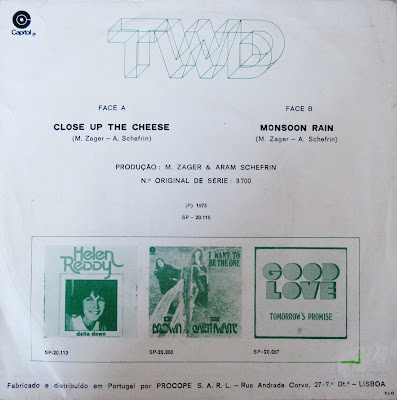 Capitol
TWD
FACE A
CLOSE UP THE CHEESE
(M. Zager – A. Schefrin)
FACE B
MONSOON RAIN
(M. Zager – A. Schefrin)
PRODUÇÃO : M. ZAGER & ARAM SCHEFRIN
N.º ORIGINAL DE SÉRIE : 3700
(P) 1973
SP – 20.115
Helen
Reddy
delta dawn
I WANT TO
BE THE ONE
GOOD
LOVE
TOMORROW'S PROMISE
SP-20.112
SP-20.003
SP-20.007
Fabricado e distribuído em Portugal por PROCOPE S. A. R. L. – Rua Andrade Corvo, 27-7.º Dt.º – LISBOA